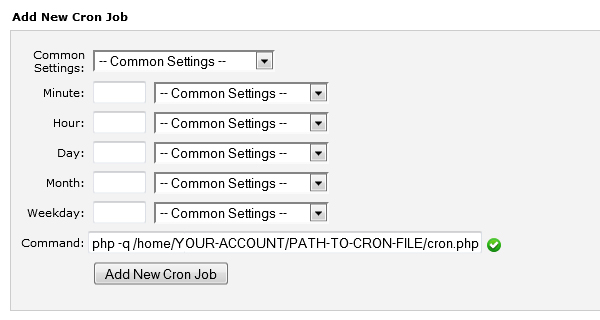 Add New Cron Job
Common Settings: -- Common Settings --
Minute: -- Common Settings --
Hour: -- Common Settings --
Day: -- Common Settings --
Month: -- Common Settings --
Weekday: -- Common Settings --
Command: php -q /home/YOUR-ACCOUNT/PATH-TO-CRON-FILE/cron.php
Add New Cron Job